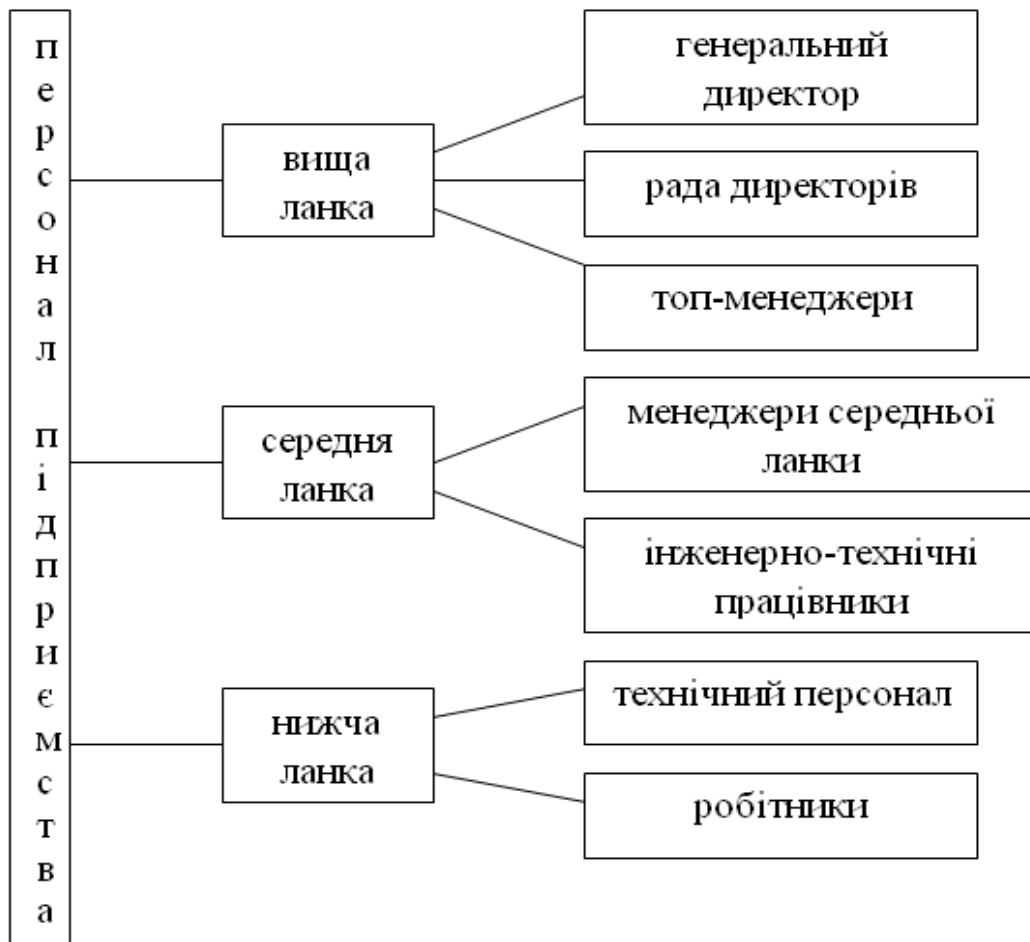 персонал підприємства
вища
ланка
генеральний
директор
рада директорів
топ-менеджери
середня
ланка
менеджери середньої
ланки
інженерно-технічні
працівники
нижча
ланка
технічний персонал
робітники